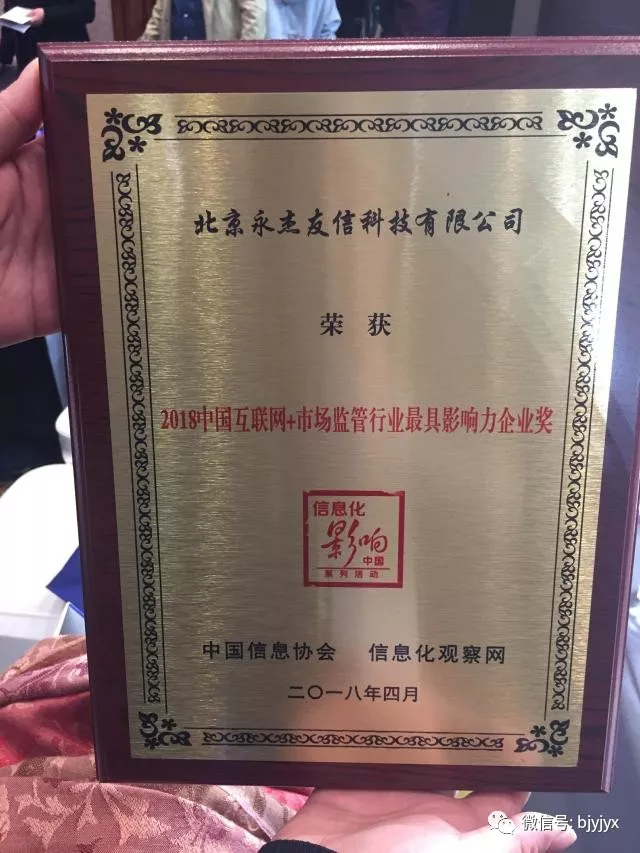 北京永杰友信科技有限公司
荣获
2018中国互联网+市场监管行业最具影响力企业奖
信息化
影响
中国
系列活动
中国信息协会 信息化观察网
二〇一八年四月
微信号: bjyjyx